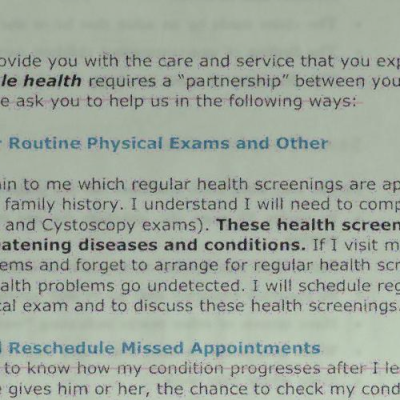 ovide you with the care and service that you exp
le health requires a "partnership" between you
e ask you to help us in the following ways:
r Routine Physical Exams and Other
in to me which regular health screenings are ap
family history. I understand I will need to comp
and Cystoscopy exams). These health screen
eatening diseases and conditions. If I visit m
ems and forget to arrange for regular health scr
alth problems go undetected. I will schedule reg
cal exam and to discuss these health screenings.
d Reschedule Missed Appointments
to know how my condition progresses after I le
e gives him or her, the chance to check my cond